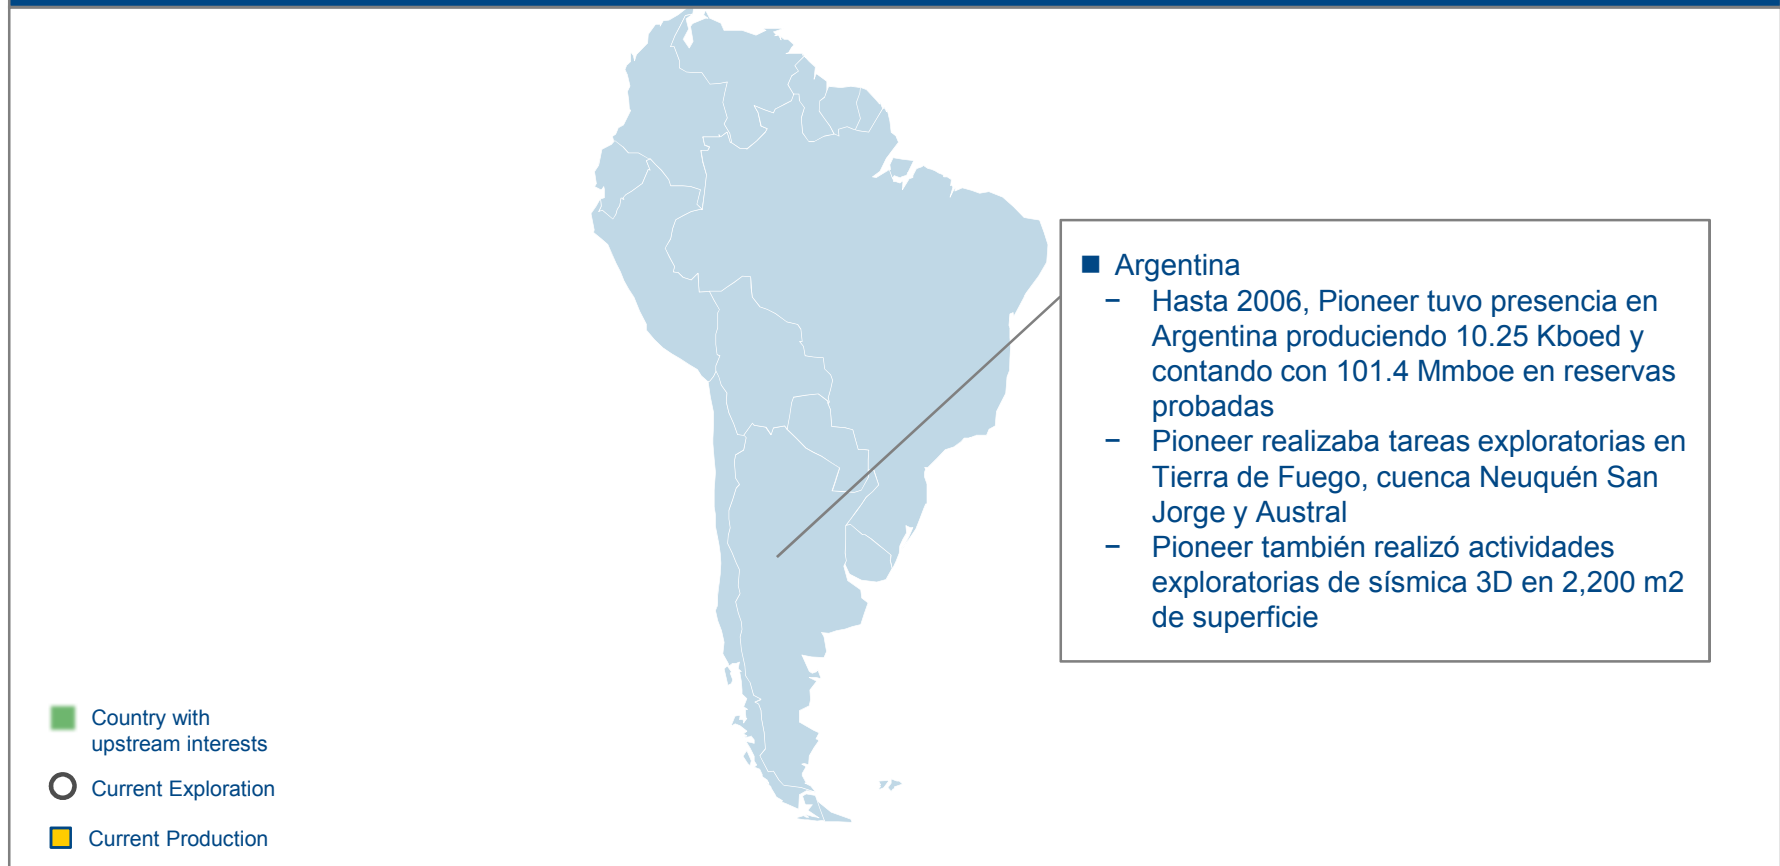 ■ Argentina
− Hasta 2006, Pioneer tuvo presencia en
Argentina produciendo 10.25 Kboed y
contando con 101.4 Mmboe en reservas
probadas
− Pioneer realizaba tareas exploratorias en
Tierra de Fuego, cuenca Neuquén San
Jorge y Austral
− Pioneer también realizó actividades
exploratorias de sísmica 3D en 2,200 m2
de superficie
Country with
upstream interests
Current Exploration
Current Production